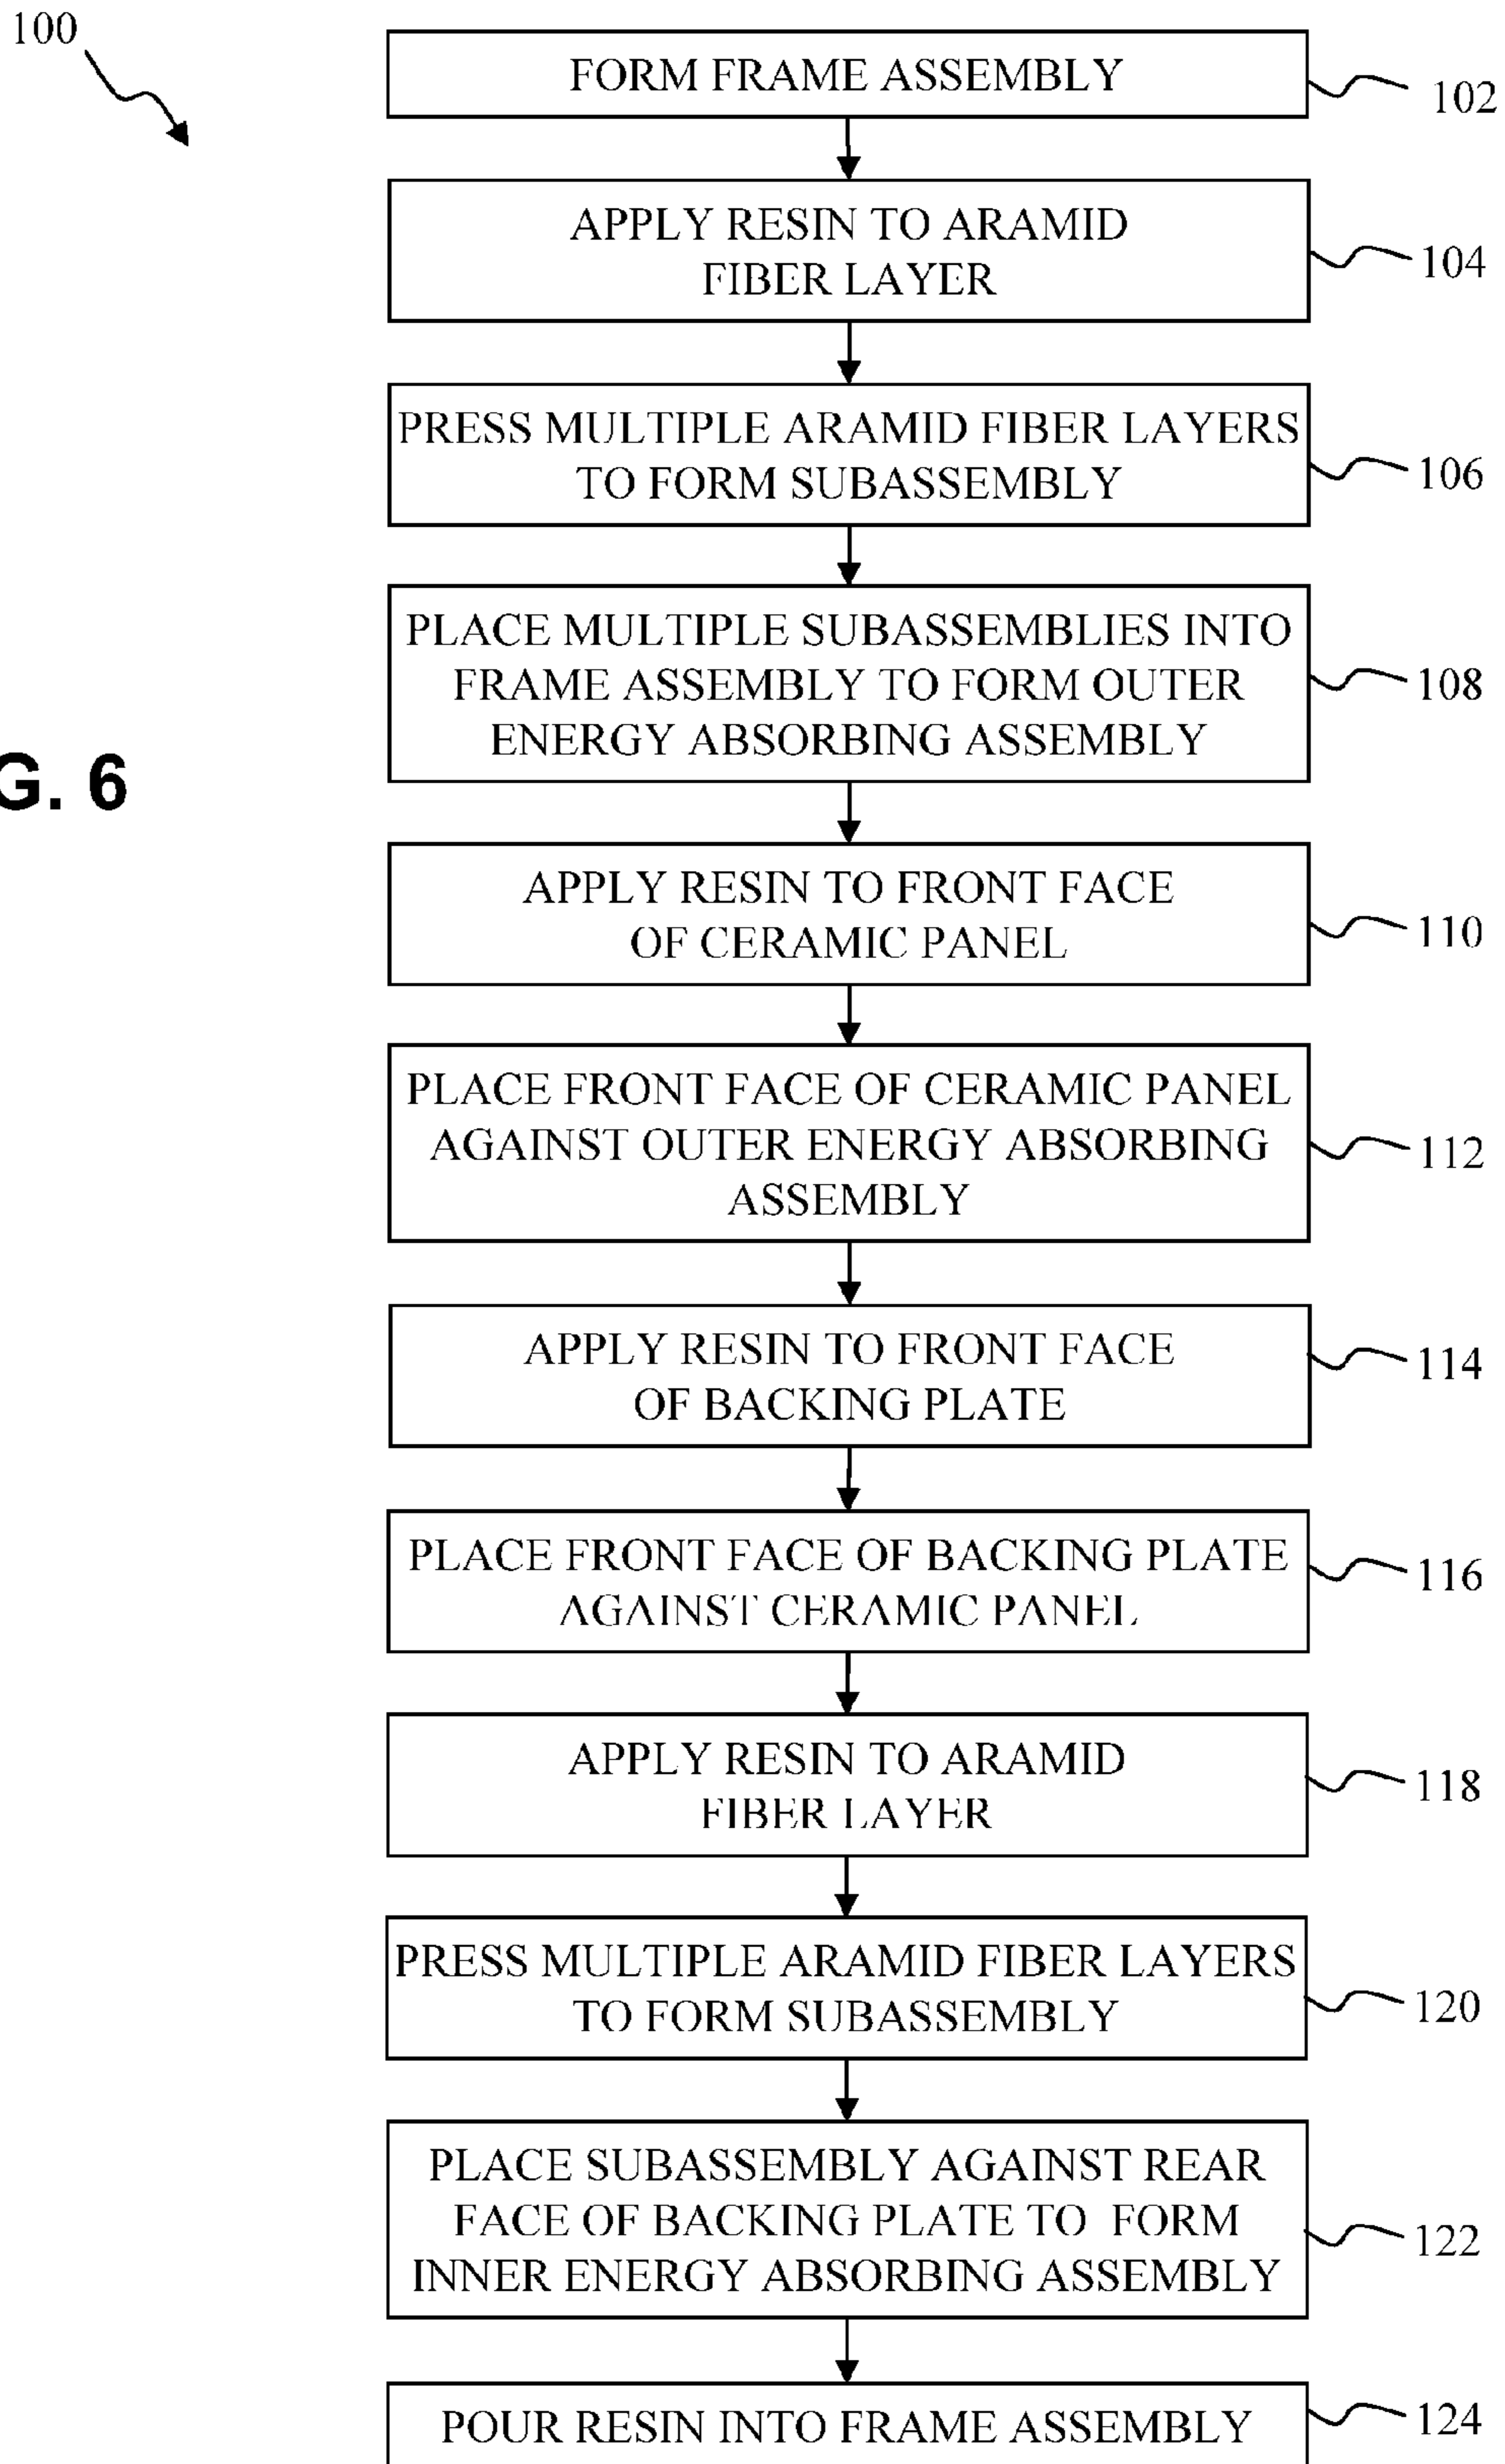 100
FORM FRAME ASSEMBLY
102
APPLY RESIN TO ARAMID
FIBER LAYER
104
PRESS MULTIPLE ARAMID FIBER LAYERS
TO FORM SUBASSEMBLY
106
PLACE MULTIPLE SUBASSEMBLIES INTO
FRAME ASSEMBLY TO FORM OUTER
ENERGY ABSORBING ASSEMBLY
108
G. 6
APPLY RESIN TO FRONT FACE
OF CERAMIC PANEL
110
PLACE FRONT FACE OF CERAMIC PANEL
AGAINST OUTER ENERGY ABSORBING
ASSEMBLY
112
APPLY RESIN TO FRONT FACE
OF BACKING PLATE
114
PLACE FRONT FACE OF BACKING PLATE
AGAINST CERAMIC PANEL
116
APPLY RESIN TO ARAMID
FIBER LAYER
118
PRESS MULTIPLE ARAMID FIBER LAYERS
TO FORM SUBASSEMBLY
120
PLACE SUBASSEMBLY AGAINST REAR
FACE OF BACKING PLATE TO FORM
INNER ENERGY ABSORBING ASSEMBLY
122
POUR RESIN INTO FRAME ASSEMBLY
124